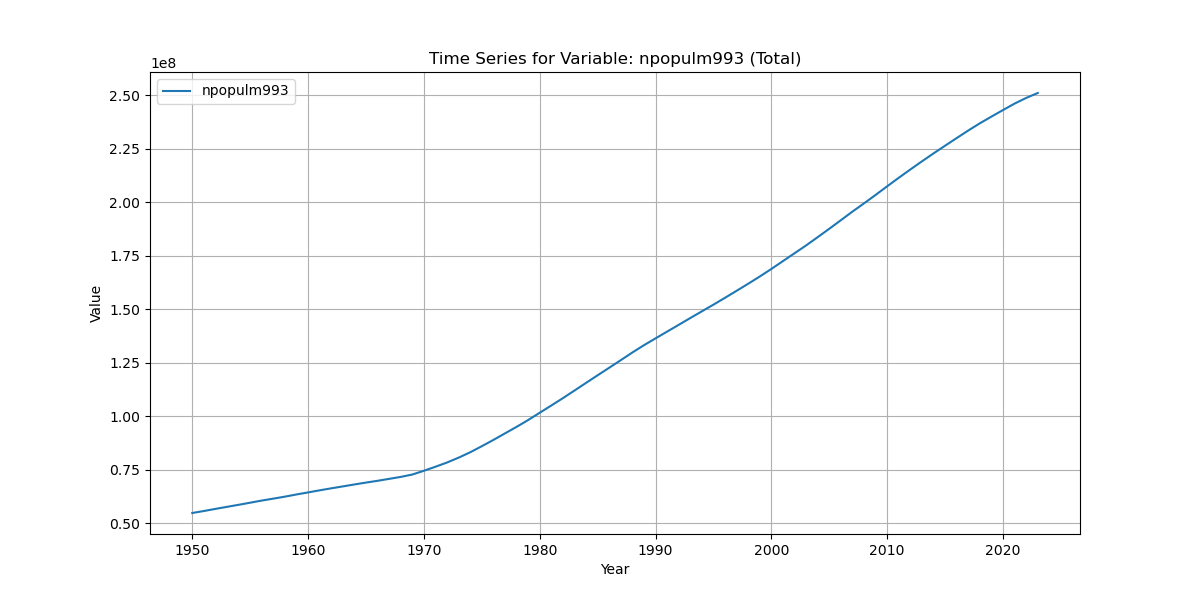 Time Series for Variable: npopulm993 (Total)
1e8
npopulm993
2.50
2.25
2.00
1.75
1.50
1.25
1.00
0.75
0.50
Value
1950 1960 1970 1980 1990 2000 2010 2020
Year